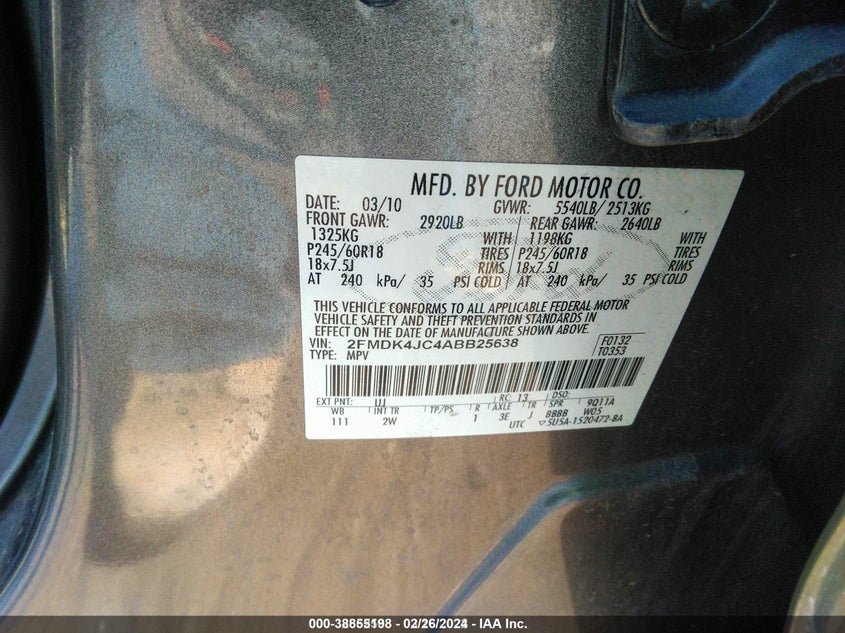 MFD. BY FORD MOTOR CO.
DATE: 03/10 GVWR: 5540LB/ 2513KG
FRONT GAWR: 2920LB REAR GAWR: 2640LB
1325KG WITH 1198KG WITH
P245/60R18 TIRES P245/60R18 TIRES
18x7.5J RIMS 18x7.5J RIMS
AT 240 kPa/ 35 PSI COLD AT 240 kPa/ 35 PSI COLD
THIS VEHICLE CONFORMS TO ALL APPLICABLE FEDERAL MOTOR
VEHICLE SAFETY AND THEFT PREVENTION STANDARDS IN
EFFECT ON THE DATE OF MANUFACTURE SHOWN ABOVE.
VIN: 2FMDK4JC4ABB25638 F0132
TYPE: MPV T0353
EXT PNT: UJ RC: 13 DSO:
WB INT TR TP/PS R AXLE TR SPR 9Q11A
111 2W 1 3E J BBBB W05
UTC 5U5A-1520472-BA
000-38855198 - 02/26/2024 - IAA Inc.